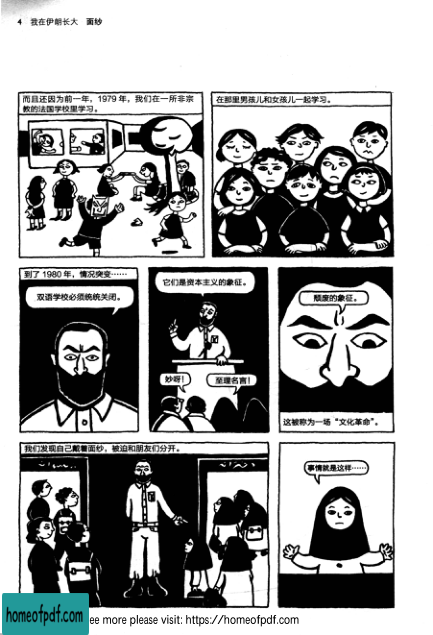 4 我在伊朗长大 面纱
而且还因为前一年，1979 年，我们在一所非宗
教的法国学校里学习。
在那里男孩儿和女孩儿一起学习。
到了 1980 年，情况突变……
双语学校必须统统关闭。
它们是资本主义的象征。
妙呀！
至理名言！
颓废的象征。
这被称为一场“文化革命”。
我们发现自己戴着面纱，被迫和朋友们分开。
事情就是这样……
homeofpdf.com
ee more please visit: https://homeofpdf.com